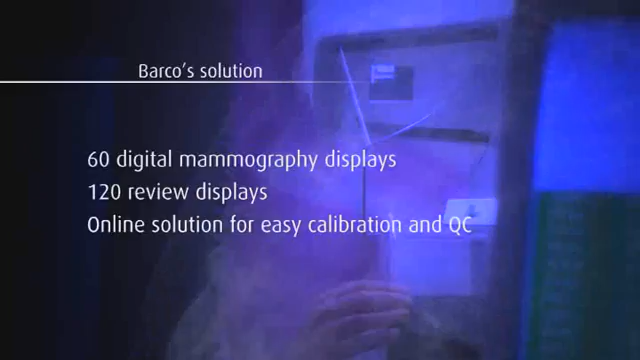 Barco's solution
60 digital mammography displays
120 review displays
Online solution for easy calibration and QC